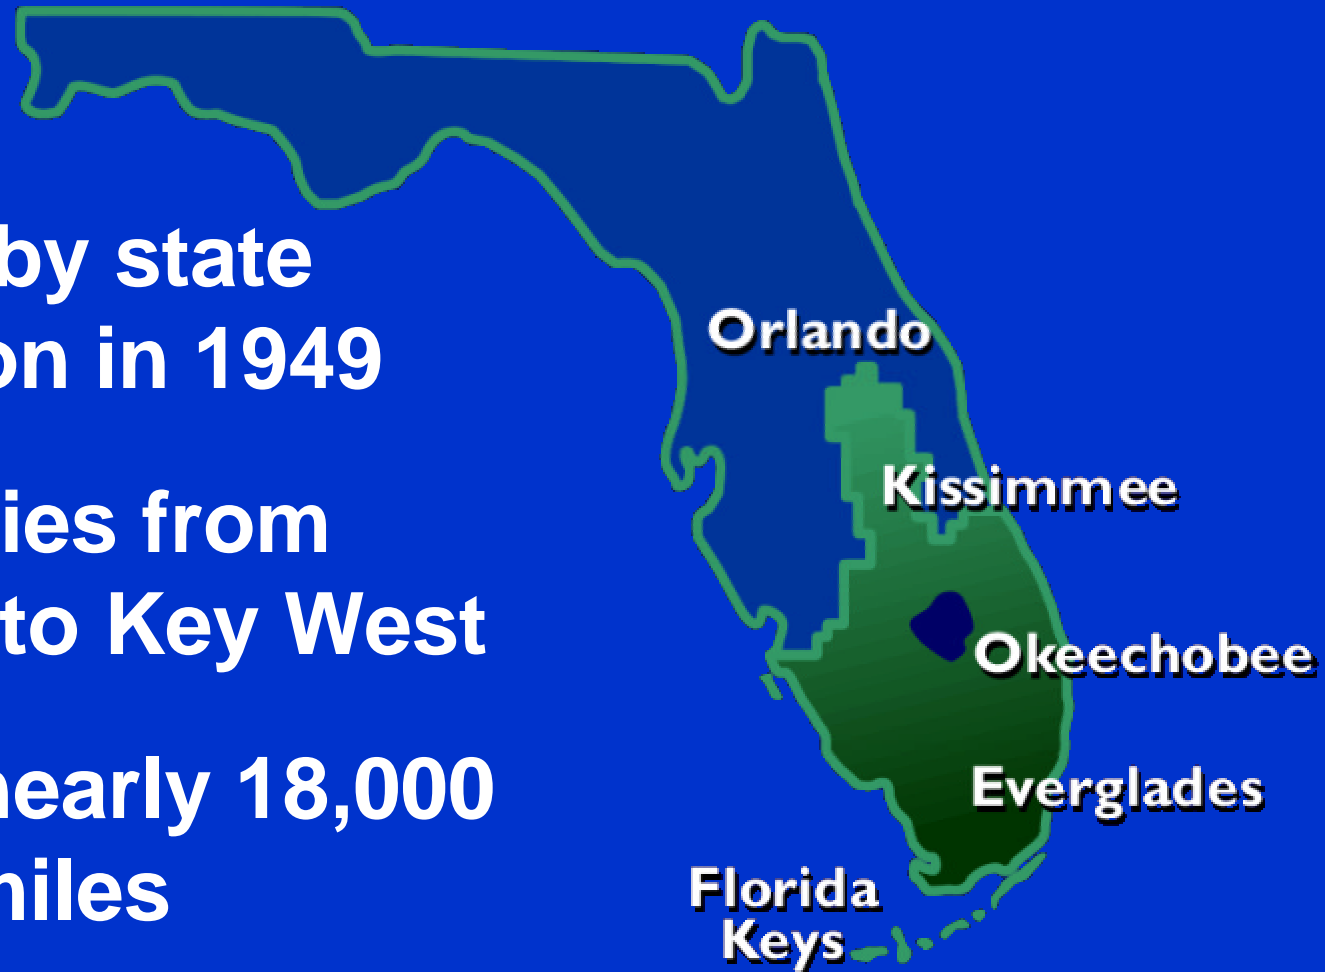 by state
on in 1949
ies from
to Key West
nearly 18,000
miles
Orlando
Kissimmee
Okeechobee
Everglades
Florida
Keys